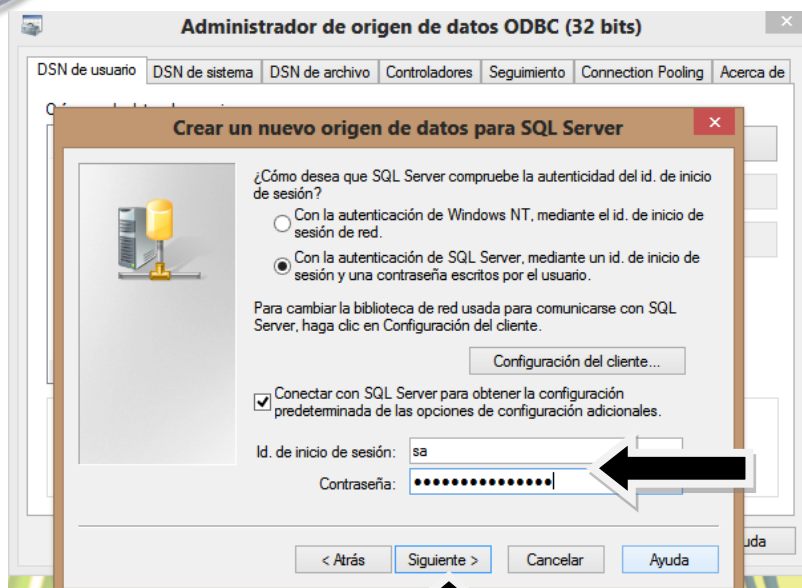 Administrador de origen de datos ODBC (32 bits)
DSN de usuario DSN de sistema DSN de archivo Controladores Seguimiento Connection Pooling Acerca de
Crear un nuevo origen de datos para SQL Server
¿Cómo desea que SQL Server compruebe la autenticidad del id. de inicio
de sesión?
Con la autenticación de Windows NT, mediante el id. de inicio de
sesión de red.
Con la autenticación de SQL Server, mediante un id. de inicio de
sesión y una contraseña escritos por el usuario.
Para cambiar la biblioteca de red usada para comunicarse con SQL
Server, haga clic en Configuración del cliente.
Configuración del cliente...
Conectar con SQL Server para obtener la configuración
predeterminada de las opciones de configuración adicionales.
Id. de inicio de sesión: sa
Contraseña: ●●●●●●●●●●●●●●●
< Atrás Siguiente > Cancelar Ayuda
uda